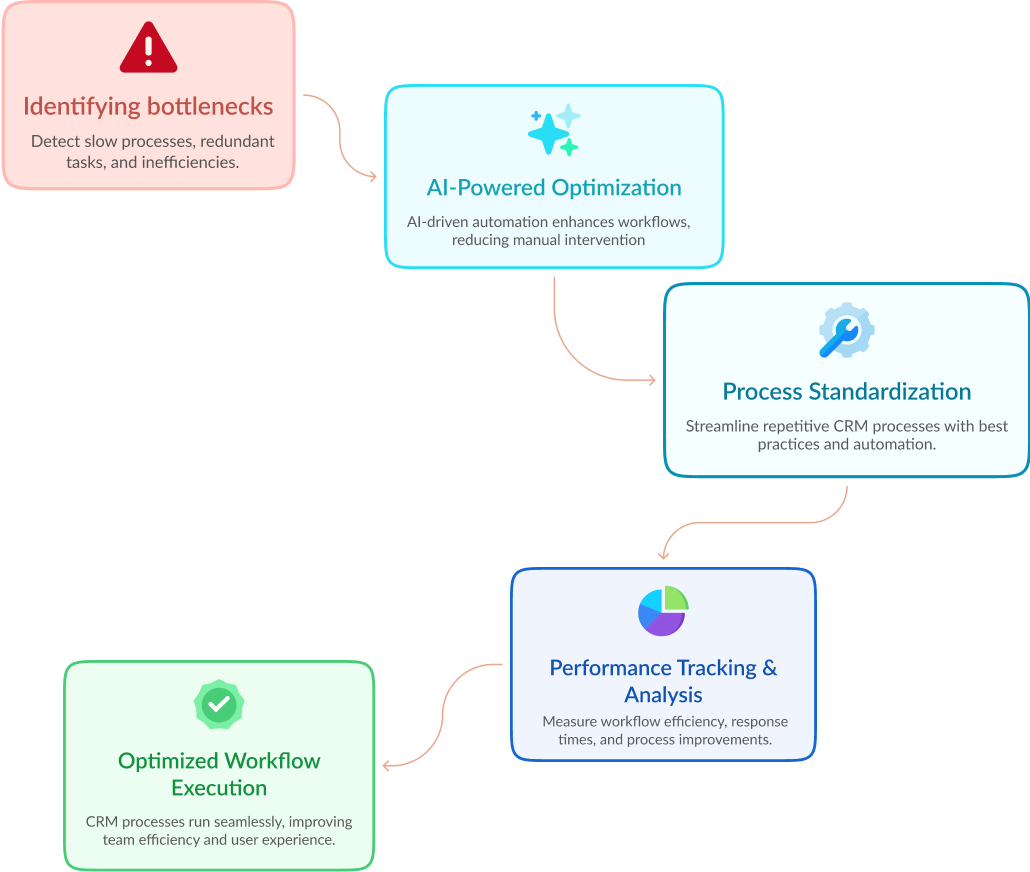 Identifying bottlenecks
Detect slow processes, redundant
tasks, and inefficiencies.
AI-Powered Optimization
AI-driven automation enhances workflows,
reducing manual intervention
Process Standardization
Streamline repetitive CRM processes with best
practices and automation.
Performance Tracking &
Analysis
Measure workflow efficiency, response
times, and process improvements.
Optimized Workflow
Execution
CRM processes run seamlessly, improving
team efficiency and user experience.